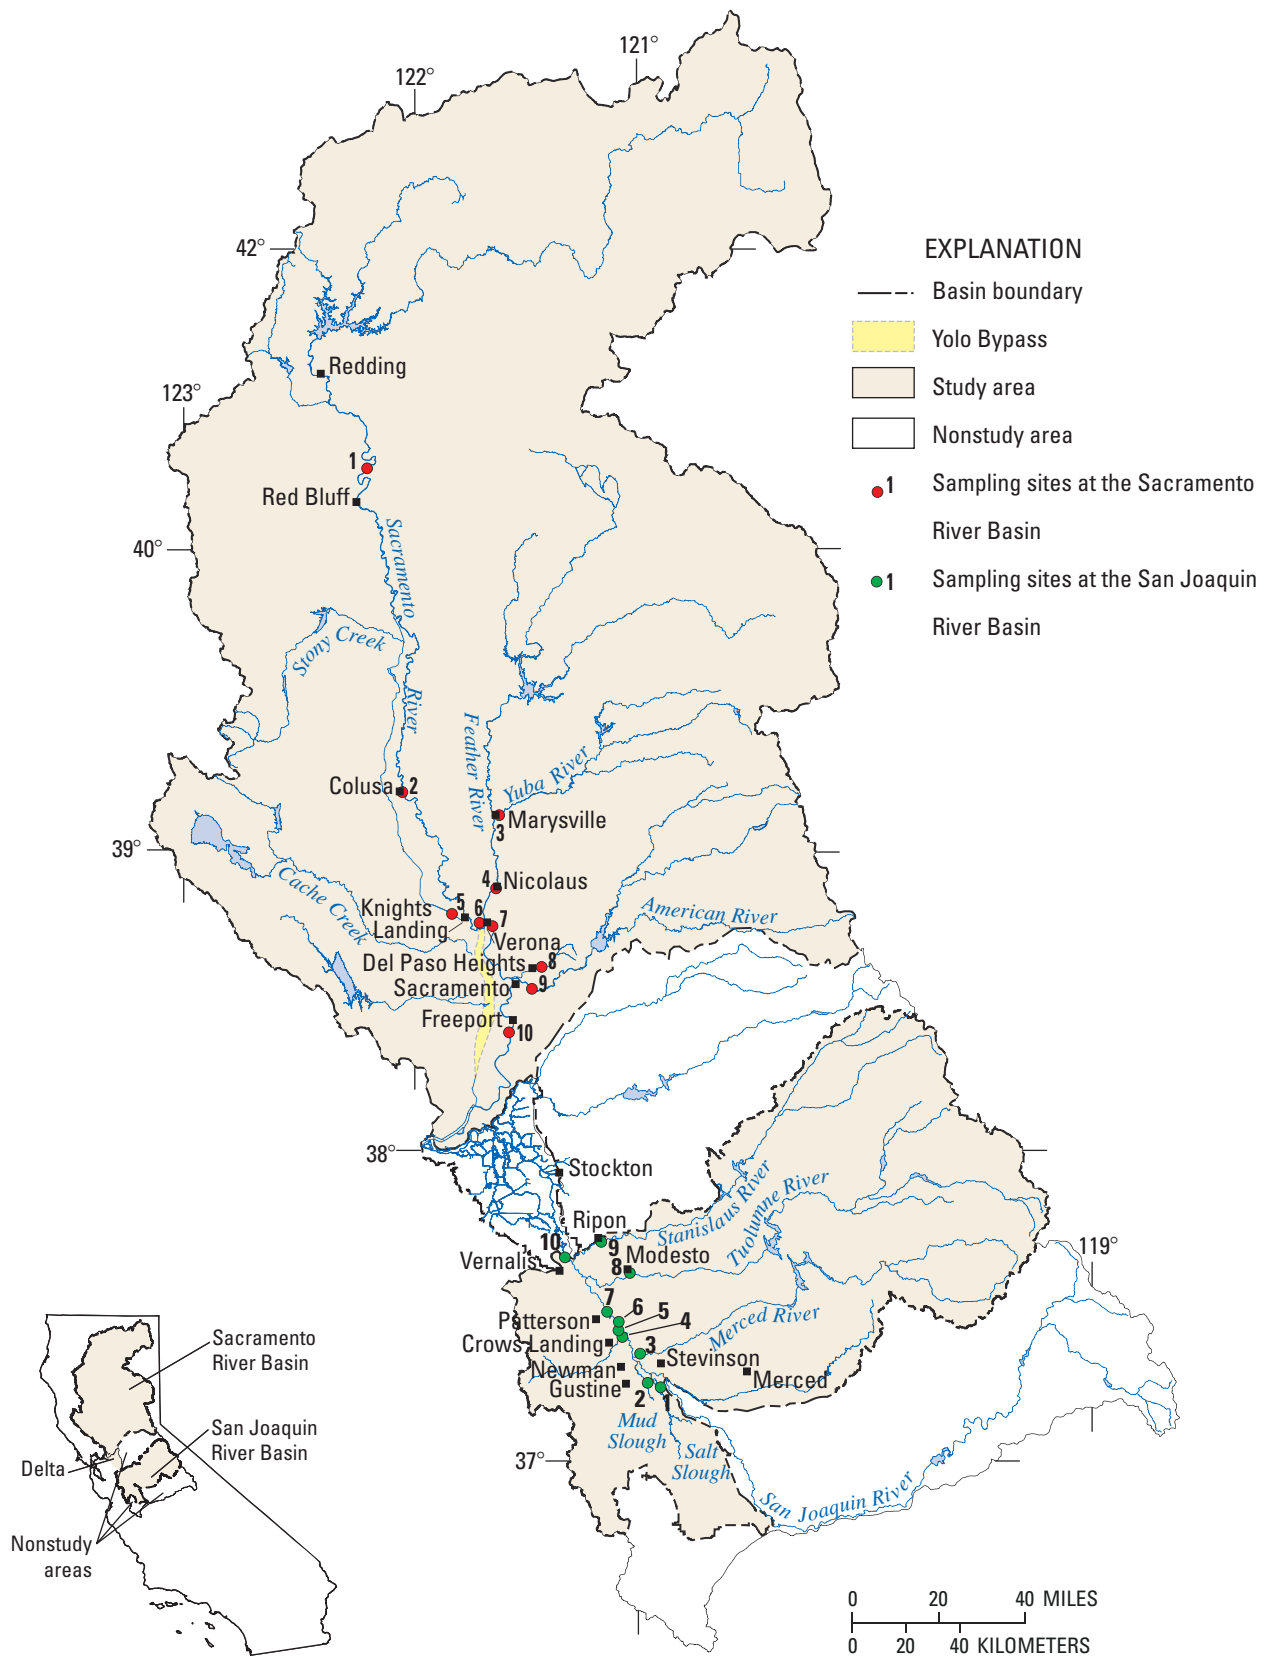 121°
122°
42°
EXPLANATION
Basin boundary
Yolo Bypass
Study area
Nonstudy area
1 Sampling sites at the Sacramento
River Basin
1 Sampling sites at the San Joaquin
River Basin
Redding
123°
1
Red Bluff
Sacramento
River
40°
Stony Creek
Feather River
Yuba River
Colusa
2
Marysville
3
39°
4
Nicolaus
Cache Creek
Knights
Landing
5
6
7
Verona
American River
Del Paso Heights
8
Sacramento
9
Freeport
10
38°
Stockton
Ripon
Stanislaus River
Tuolumne River
10
9
Modesto
Vernalis
8
119°
7
6
5
4
Patterson
Crows Landing
Merced River
3
Stevinson
Newman
Merced
Gustine
2
1
Mud
Slough
Salt
Slough
37°
San Joaquin River
Sacramento
River Basin
San Joaquin
River Basin
Delta
Nonstudy
areas
0 20 40 MILES
0 20 40 KILOMETERS